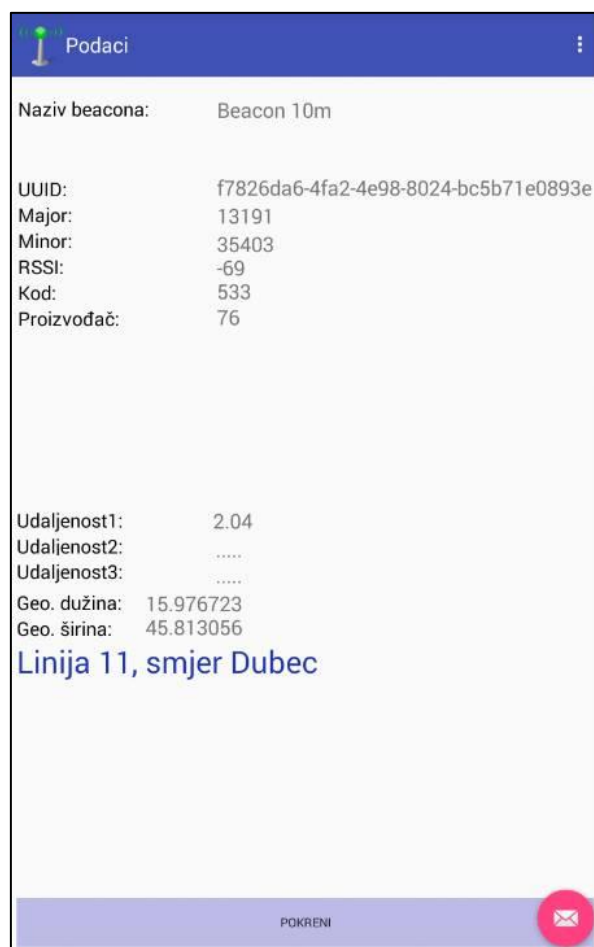 Podaci
Naziv beacona: Beacon 10m
UUID: f7826da6-4fa2-4e98-8024-bc5b71e0893e
Major: 13191
Minor: 35403
RSSI: -69
Kod: 533
Proizvođač: 76
Udaljenost1: 2.04
Udaljenost2: .....
Udaljenost3: .....
Geo. dužina: 15.976723
Geo. širina: 45.813056
Linija 11, smjer Dubec
POKRENI